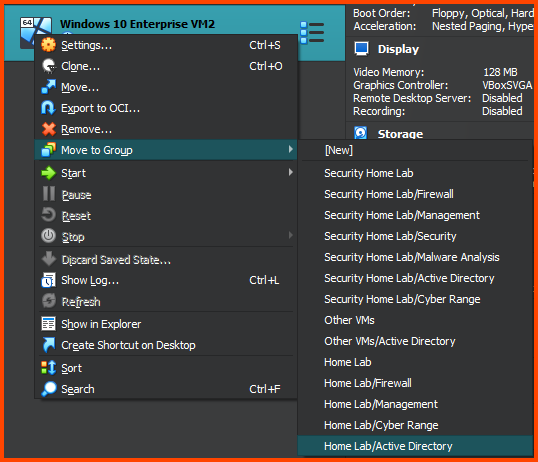 64
Windows 10 Enterprise VM2
Boot Order: Floppy, Optical, Hard
Acceleration: Nested Paging, Hyper
Display
Video Memory: 128 MB
Graphics Controller: VBoxSVGA
Remote Desktop Server: Disabled
Recording: Disabled
Storage
Settings... Ctrl+S
Clone... Ctrl+O
Move...
Export to OCI...
Remove...
Move to Group
Start
Pause
Reset
Stop
Discard Saved State...
Show Log... Ctrl+L
Refresh
Show in Explorer
Create Shortcut on Desktop
Sort
Search Ctrl+F
[New]
Security Home Lab
Security Home Lab/Firewall
Security Home Lab/Management
Security Home Lab/Security
Security Home Lab/Malware Analysis
Security Home Lab/Active Directory
Security Home Lab/Cyber Range
Other VMs
Other VMs/Active Directory
Home Lab
Home Lab/Firewall
Home Lab/Management
Home Lab/Cyber Range
Home Lab/Active Directory